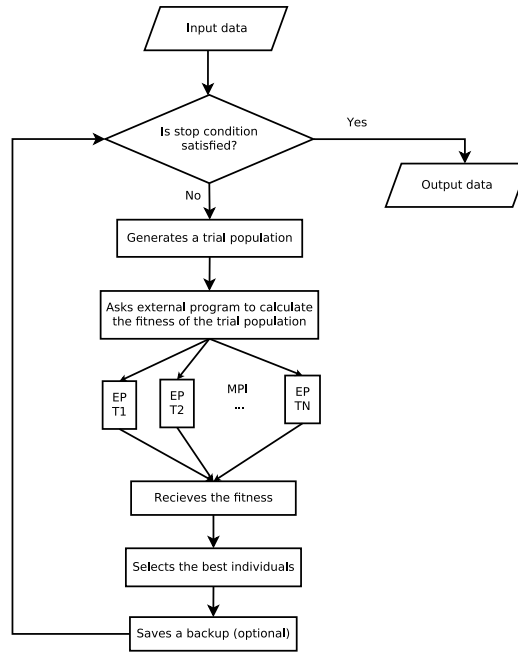 Input data
Is stop condition
satisfied?
Yes
Output data
No
Generates a trial population
Asks external program to calculate
the fitness of the trial population
EP
T1
EP
T2
MPI
...
EP
TN
Recieves the fitness
Selects the best individuals
Saves a backup (optional)